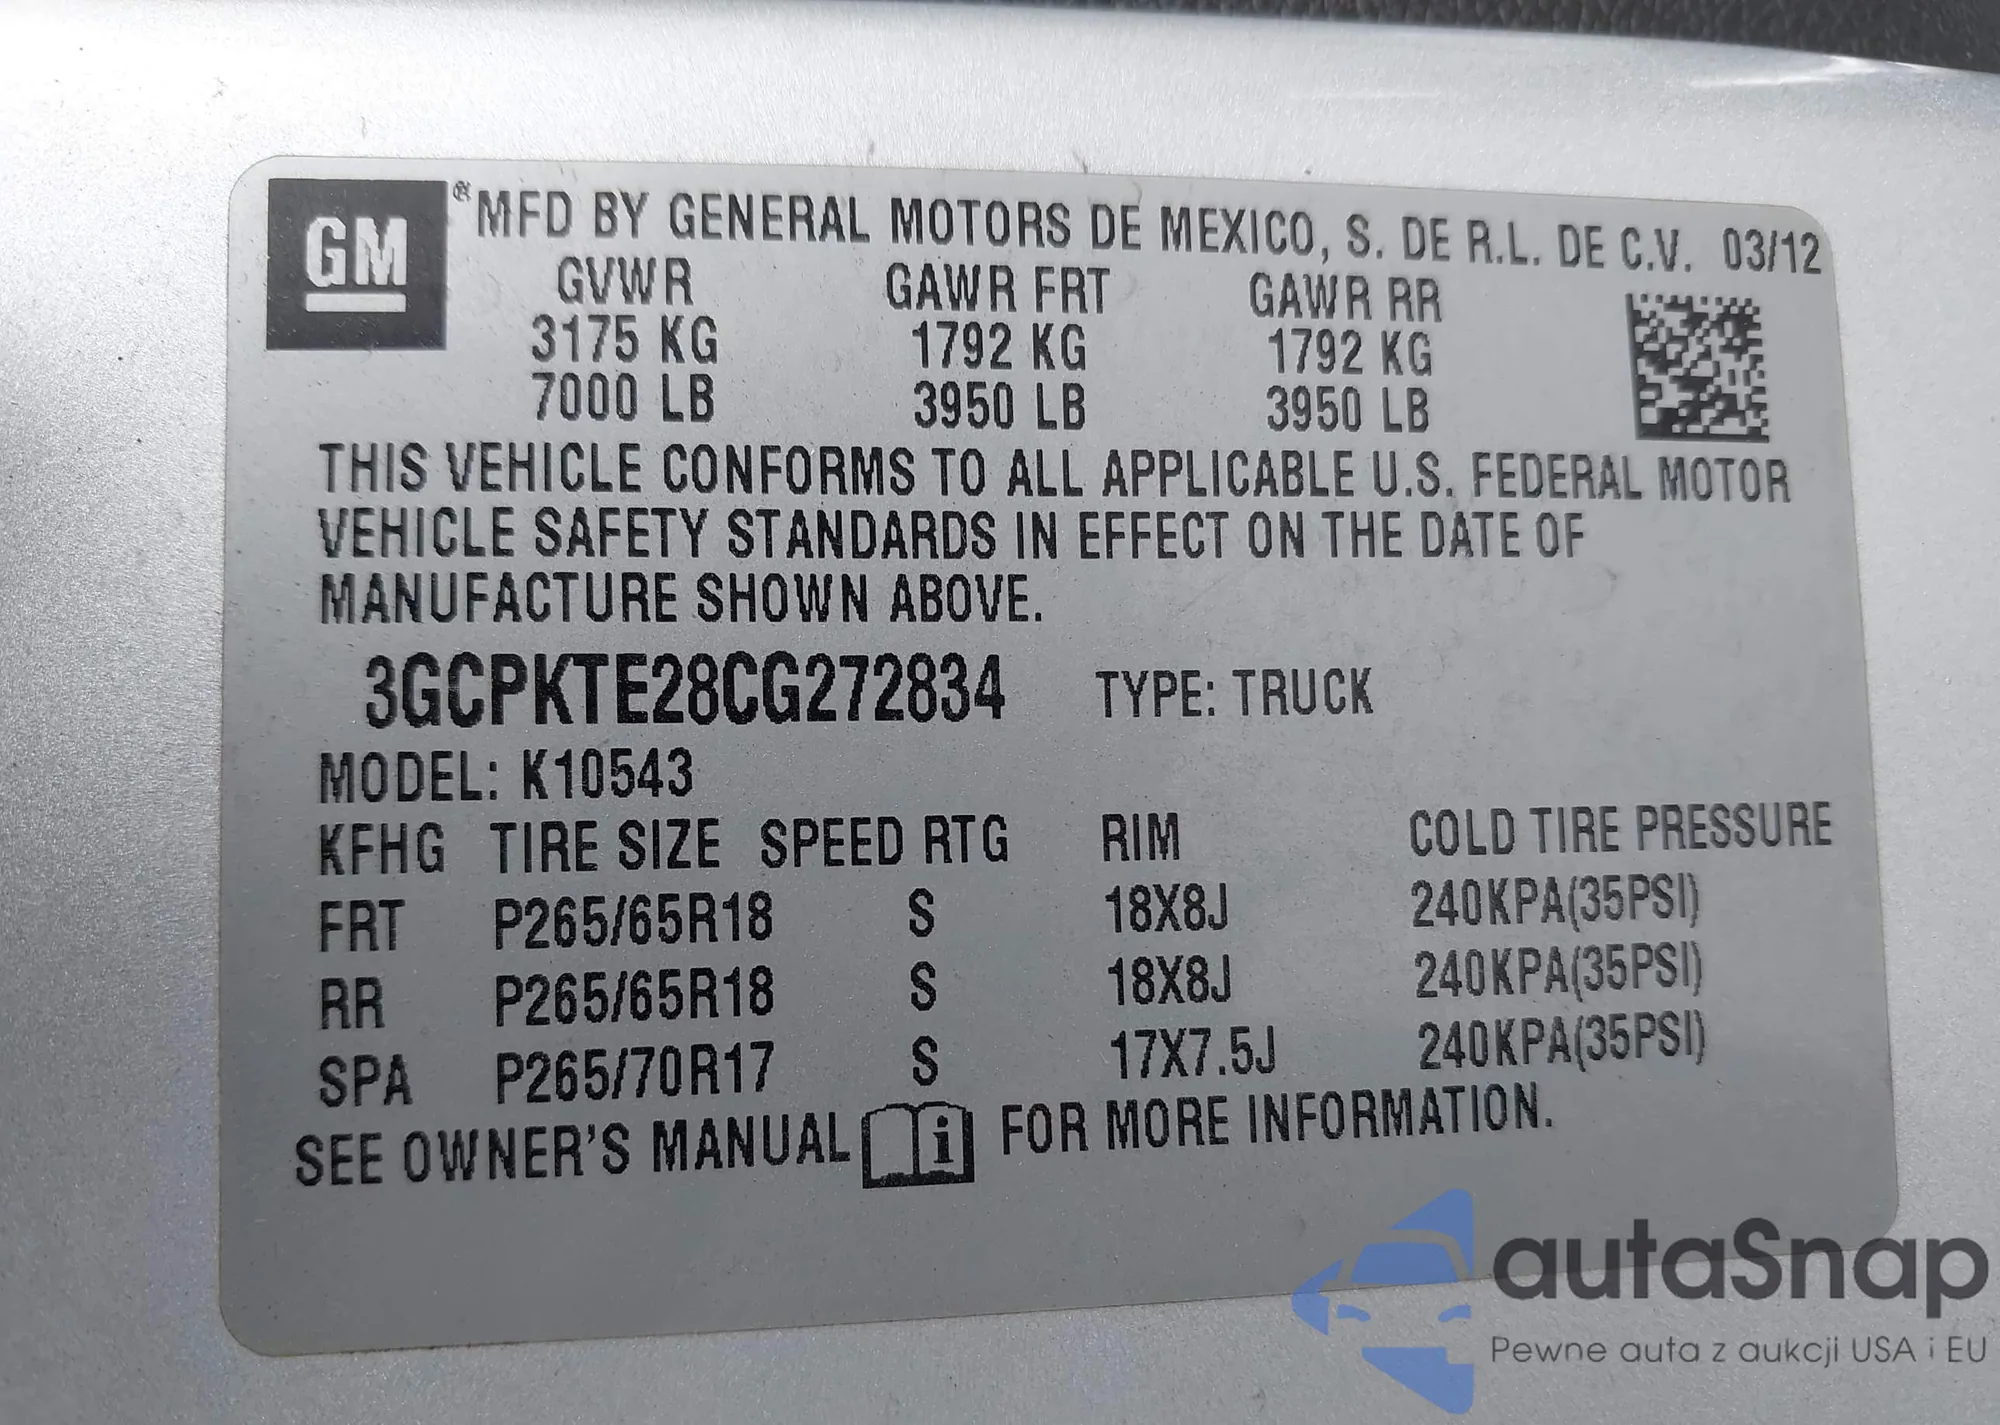 GM
®MFD BY GENERAL MOTORS DE MEXICO, S. DE R.L. DE C.V. 03/12
GVWR GAWR FRT GAWR RR
3175 KG 1792 KG 1792 KG
7000 LB 3950 LB 3950 LB
THIS VEHICLE CONFORMS TO ALL APPLICABLE U.S. FEDERAL MOTOR
VEHICLE SAFETY STANDARDS IN EFFECT ON THE DATE OF
MANUFACTURE SHOWN ABOVE.
3GCPKTE28CG272834 TYPE: TRUCK
MODEL: K10543
KFHG TIRE SIZE SPEED RTG RIM COLD TIRE PRESSURE
FRT P265/65R18 S 18X8J 240KPA(35PSI)
RR P265/65R18 S 18X8J 240KPA(35PSI)
SPA P265/70R17 S 17X7.5J 240KPA(35PSI)
SEE OWNER'S MANUAL i FOR MORE INFORMATION.
autaSnap
Pewne auta z aukcji USA i EU